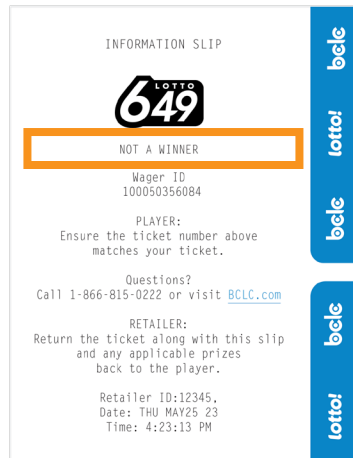 INFORMATION SLIP
LOTTO
649
NOT A WINNER
Wager ID
100050356084
PLAYER:
Ensure the ticket number above
matches your ticket.
Questions?
Call 1-866-815-0222 or visit BCLC.com
RETAILER:
Return the ticket along with this slip
and any applicable prizes
back to the player.
Retailer ID:12345,
Date: THU MAY25 23
Time: 4:23:13 PM
bclc
lotto!
bclc
bclc
lotto!